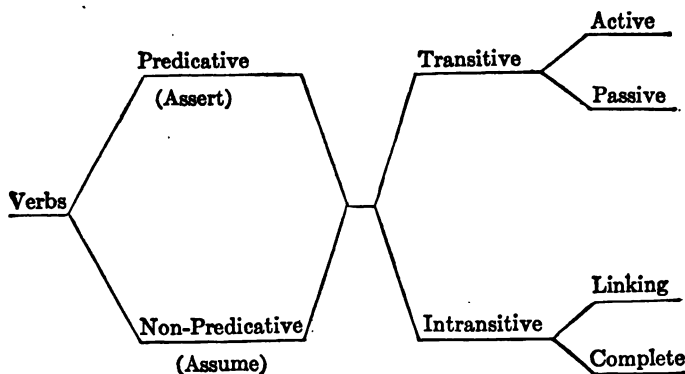 Active
Predicative Transitive
(Assert) Passive
Verbs
Linking
Non-Predicative Intransitive
(Assume) Complete